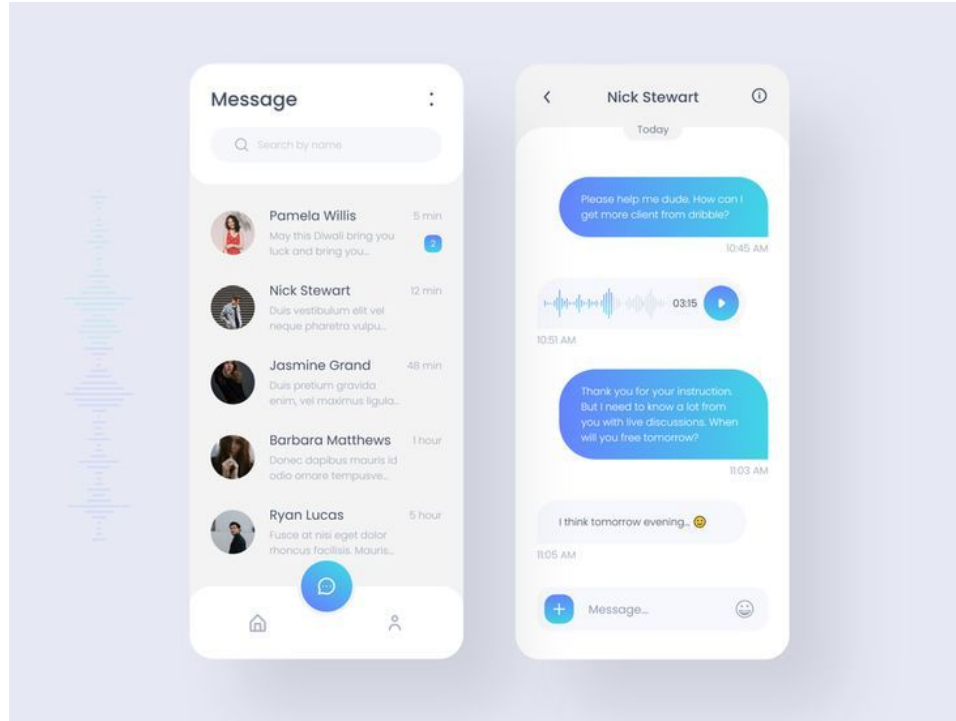 Message
Search by name
Pamela Willis
5 min
May this Diwali bring you
luck and bring you...
2
Nick Stewart
12 min
Duis vestibulum elit vel
neque pharetra vulpu...
Jasmine Grand
48 min
Duis pretium gravida
enim, vel maximus ligula...
Barbara Matthews
1 hour
Donec dapibus mauris id
odio ornare tempusve...
Ryan Lucas
5 hour
Fusce at nisi eget dolor
rhoncus facilisis. Mauris...
Nick Stewart
Today
Please help me dude. How can I
get more client from dribble?
10:45 AM
03:15
10:51 AM
Thank you for your instruction.
But I need to know a lot from
you with live discussions. When
will you free tomorrow?
11:03 AM
I think tomorrow evening...
11:05 AM
Message...